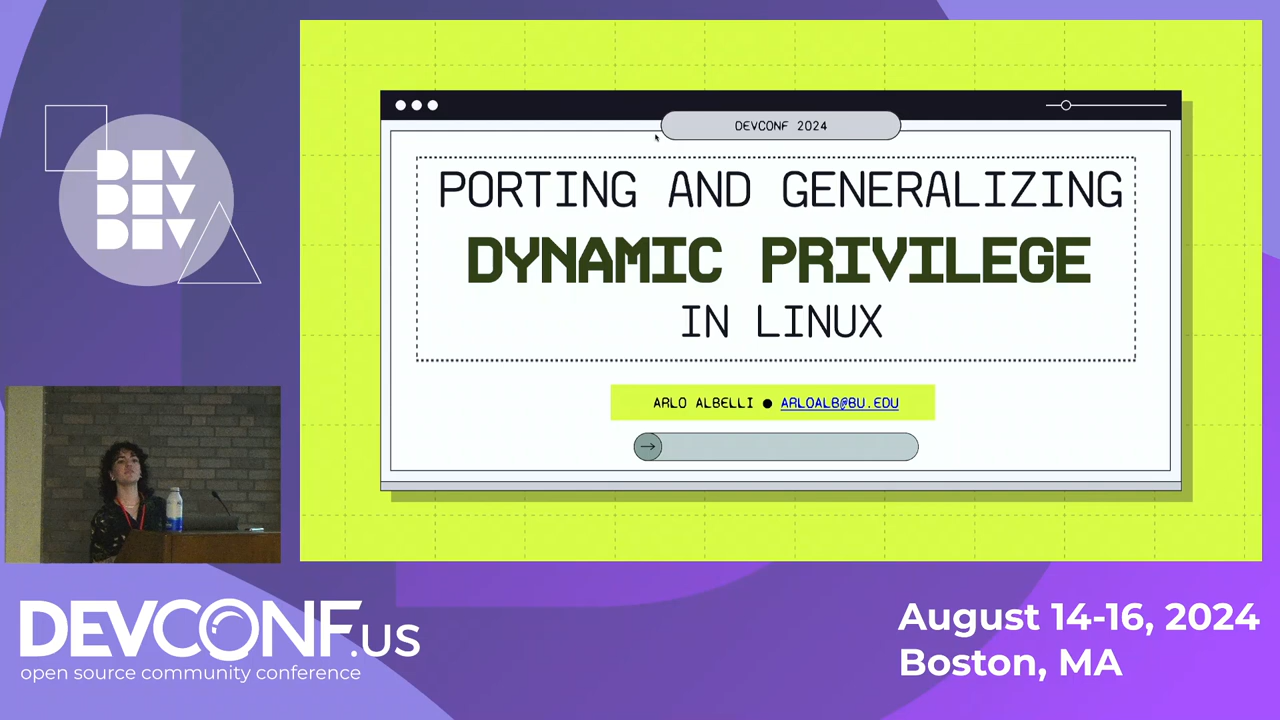 DEV
DEV
DEV
DEVCONF 2024
PORTING AND GENERALIZING
DYNAMIC PRIVILEGE
IN LINUX
ARLO ALBELLI ● ARLOALB@BU.EDU
DEVCONF.US
open source community conference
August 14-16, 2024
Boston, MA